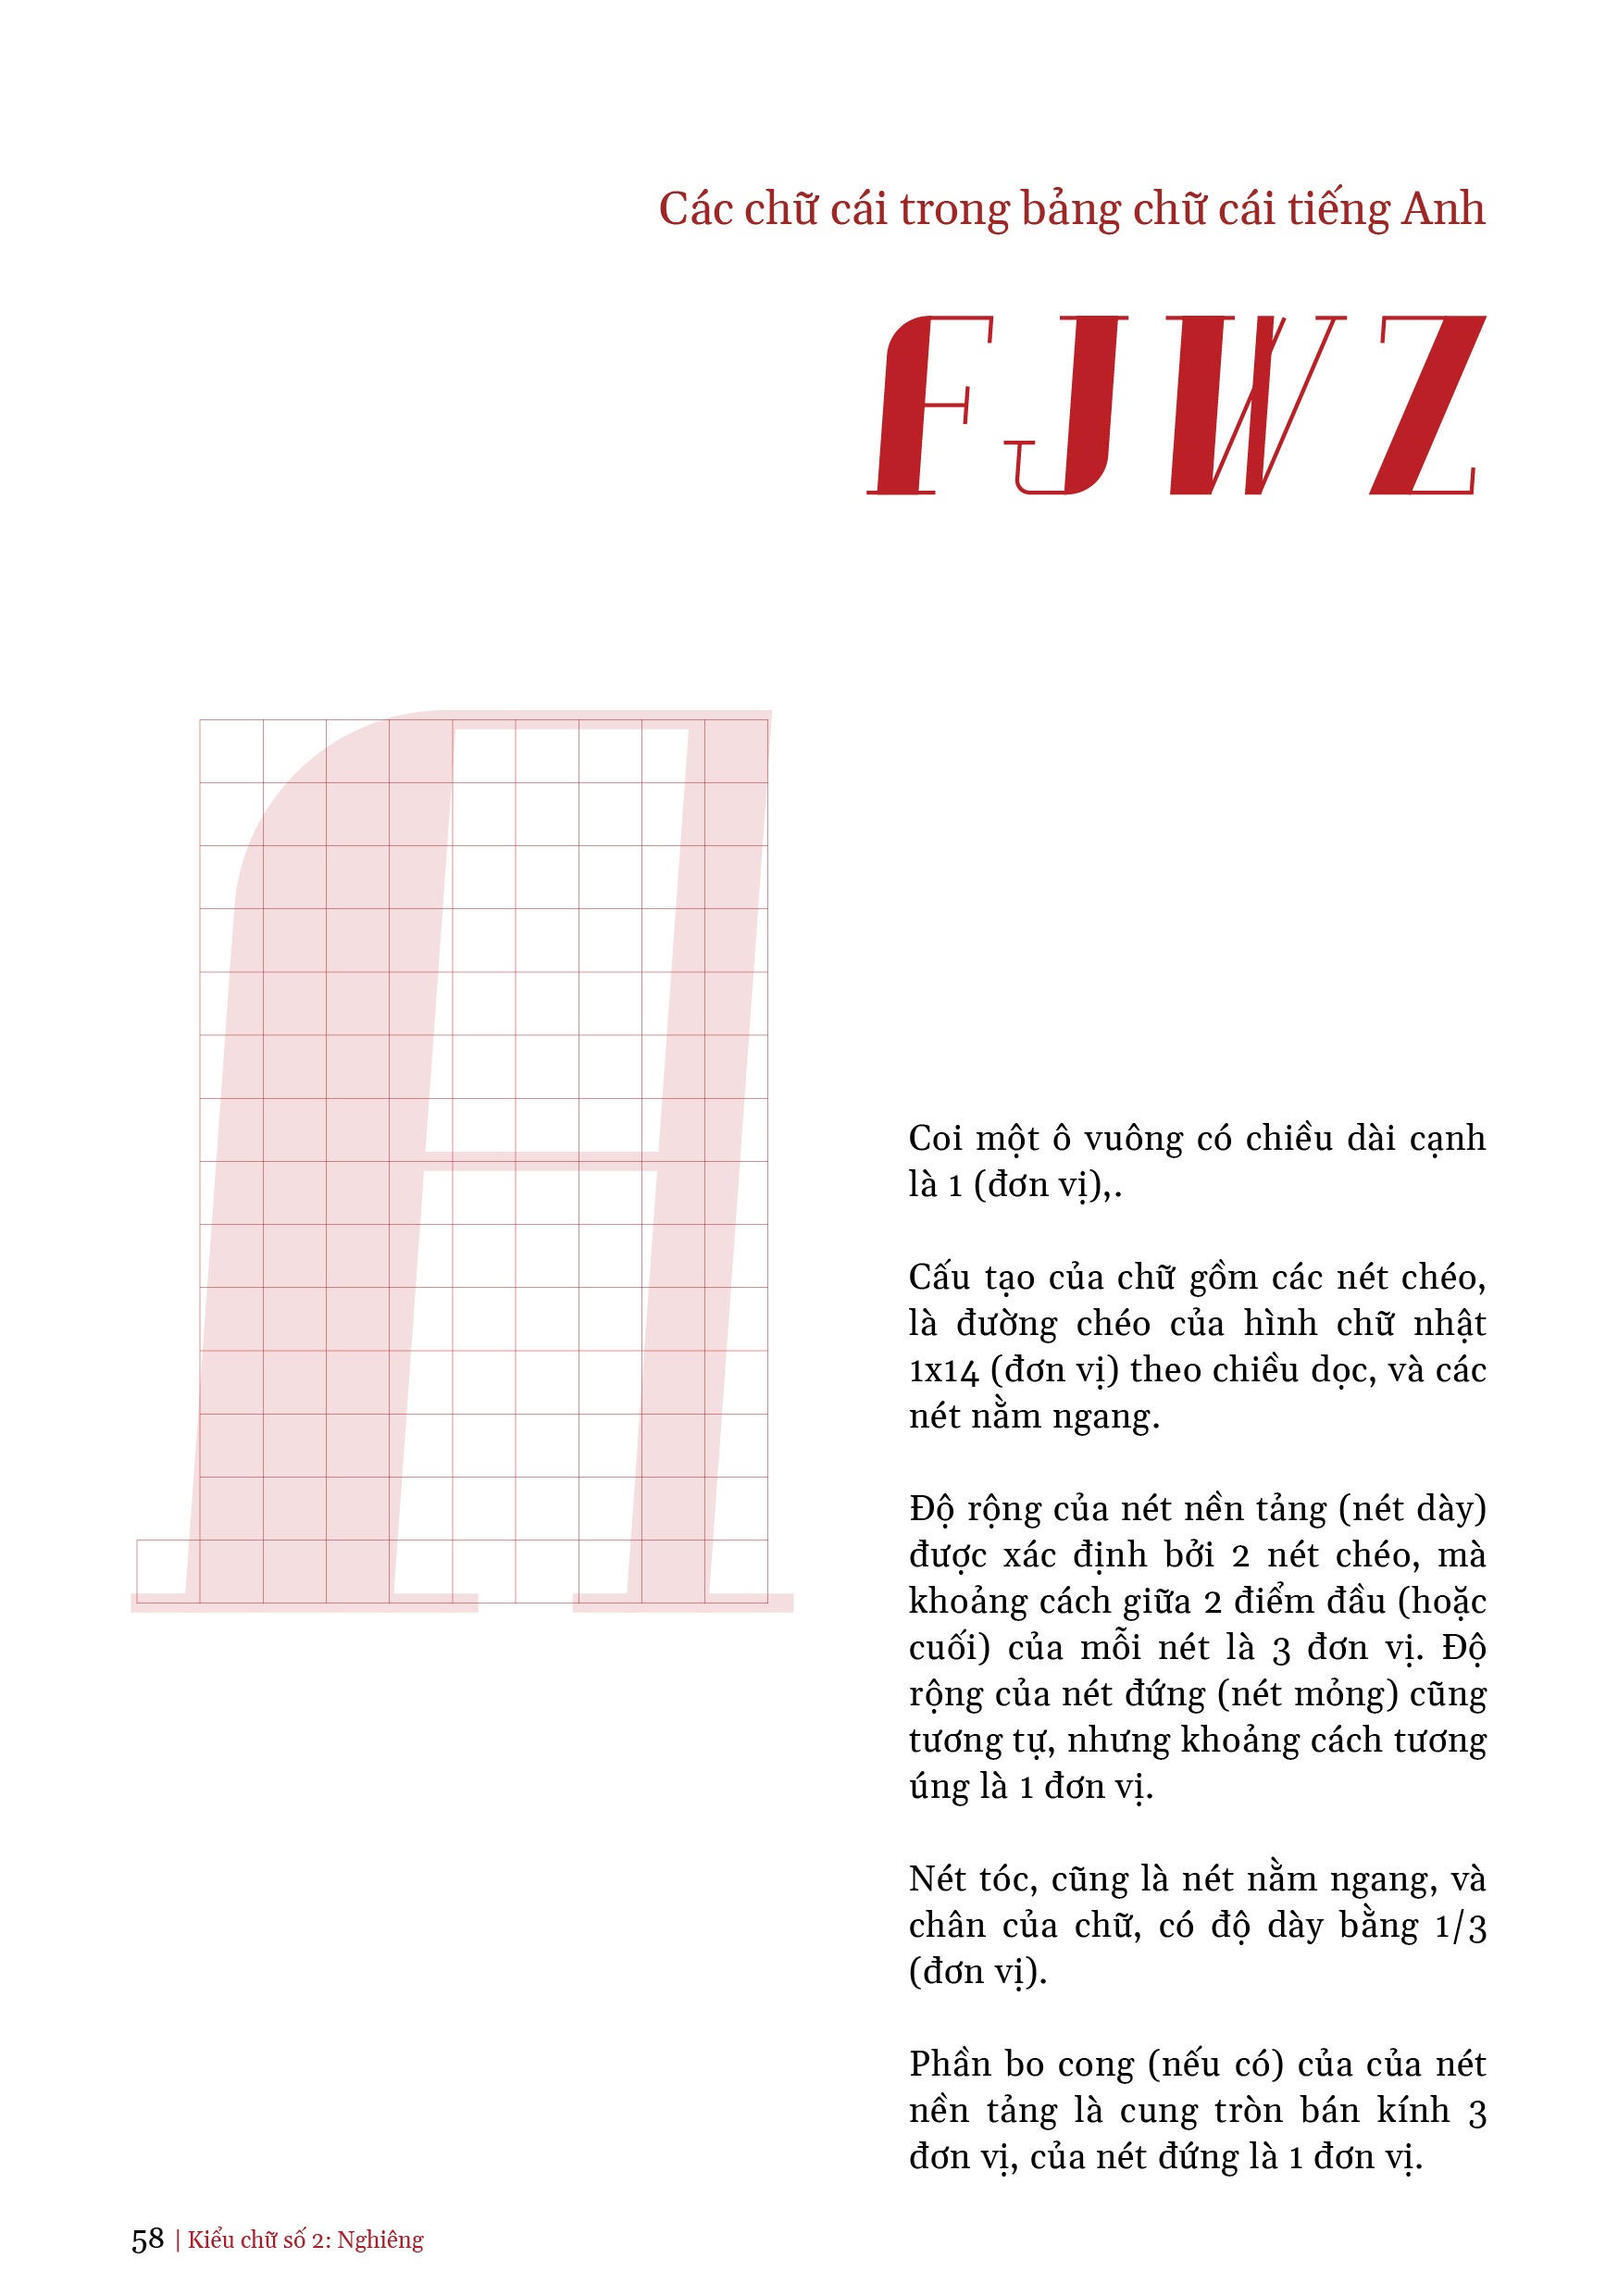 Các chữ cái trong bảng chữ cái tiếng Anh
FJWZ
A
Coi một ô vuông có chiều dài cạnh
là 1 (đơn vị),.
Cấu tạo của chữ gồm các nét chéo,
là đường chéo của hình chữ nhật
1x14 (đơn vị) theo chiều dọc, và các
nét nằm ngang.
Độ rộng của nét nền tảng (nét dày)
được xác định bởi 2 nét chéo, mà
khoảng cách giữa 2 điểm đầu (hoặc
cuối) của mỗi nét là 3 đơn vị. Độ
rộng của nét đứng (nét mỏng) cũng
tương tự, nhưng khoảng cách tương
úng là 1 đơn vị.
Nét tóc, cũng là nét nằm ngang, và
chân của chữ, có độ dày bằng 1/3
(đơn vị).
Phần bo cong (nếu có) của của nét
nền tảng là cung tròn bán kính 3
đơn vị, của nét đứng là 1 đơn vị.
58 | Kiểu chữ số 2: Nghiêng